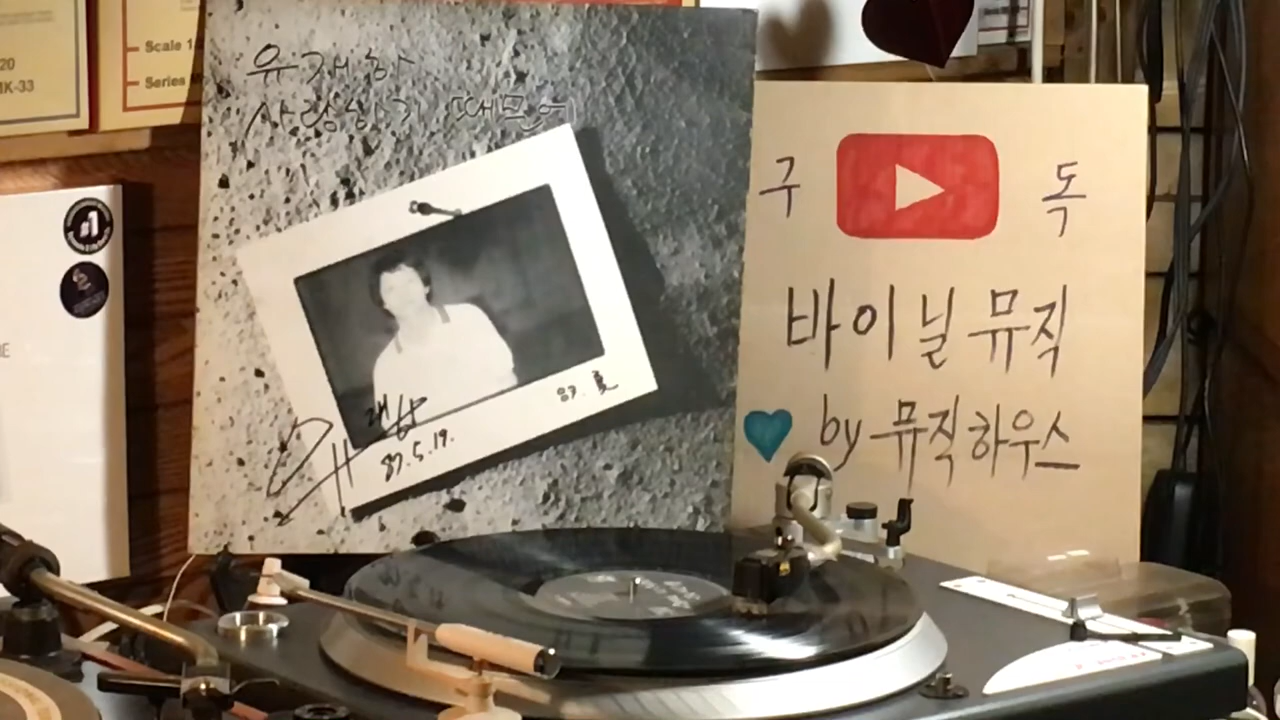 Scale
Series
20
MK-33
#1
유재하
사랑하기 때문에
87. 夏
재하
87.5.19.
구 독
바이닐 뮤직
by 뮤직하우스